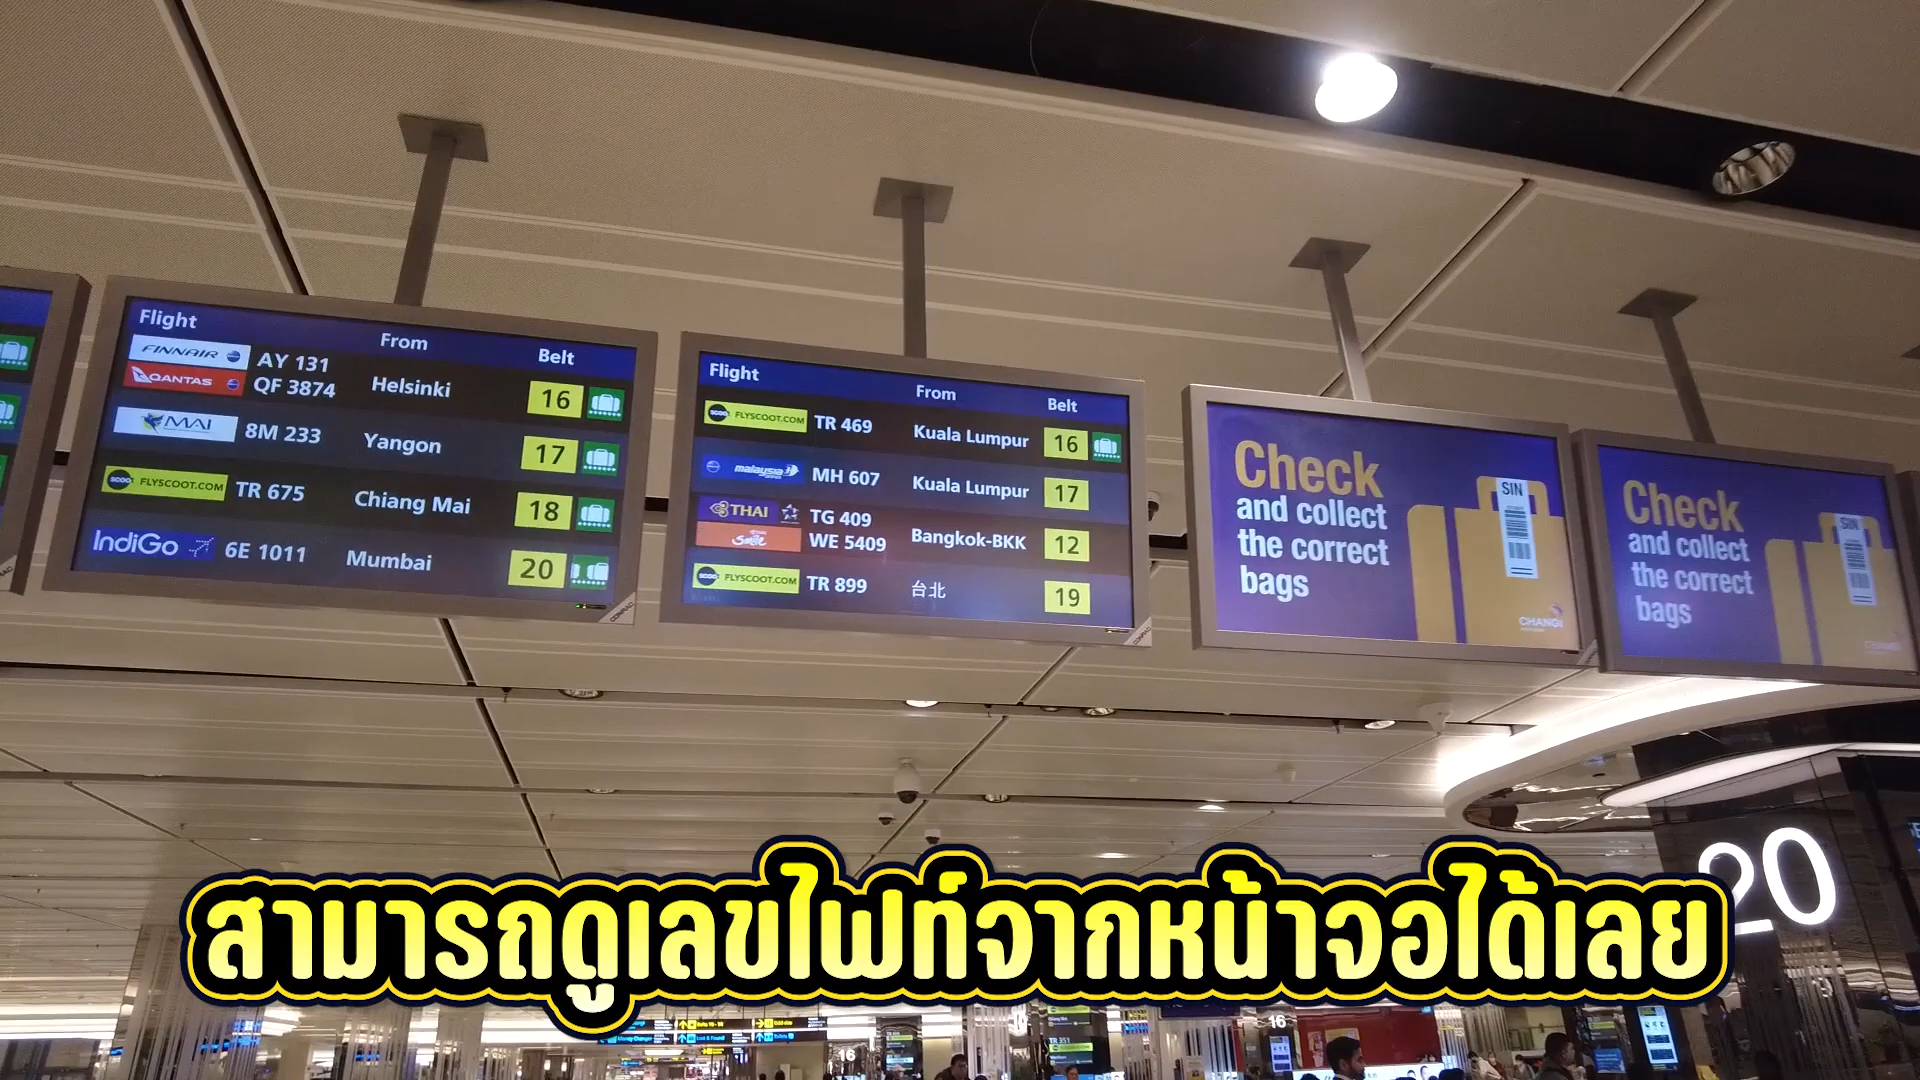 Flight From Belt
FINNAIR AY 131
QANTAS QF 3874 Helsinki 16
MAI 8M 233 Yangon 17
FLYSCOOT.COM TR 675 Chiang Mai 18
IndiGo 6E 1011 Mumbai 20
Flight From Belt
FLYSCOOT.COM TR 469 Kuala Lumpur 16
malaysia MH 607 Kuala Lumpur 17
THAI TG 409
smile WE 5409 Bangkok-BKK 12
FLYSCOOT.COM TR 899 台北 19
Check
and collect
the correct
bags
SIN
CHANGI
Check
and collect
the correct
bags
SIN
20
สามารถดูเลขไฟท์จากหน้าจอได้เลย
16
16
TR 351